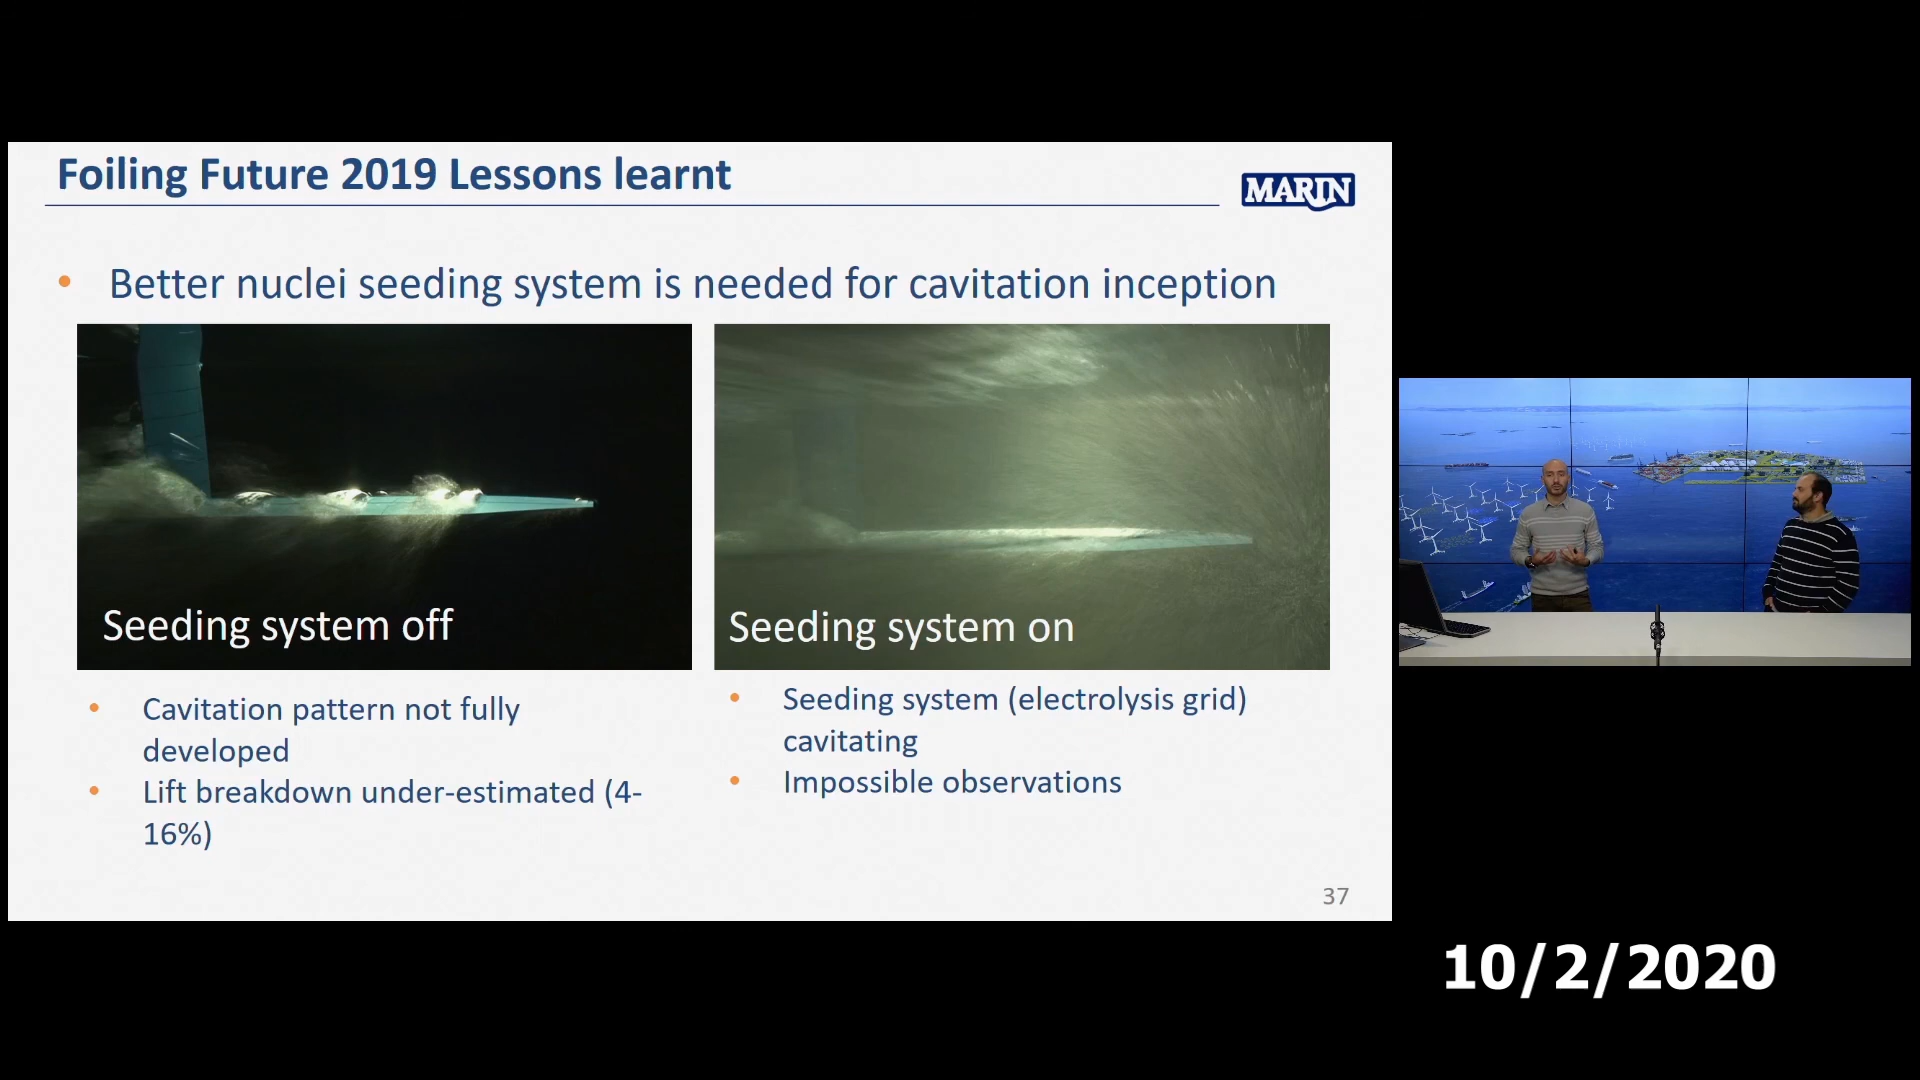 Foiling Future 2019 Lessons learnt
MARIN
• Better nuclei seeding system is needed for cavitation inception
Seeding system off
Seeding system on
• Cavitation pattern not fully
developed
• Lift breakdown under-estimated (4-
16%)
• Seeding system (electrolysis grid)
cavitating
• Impossible observations
37
10/2/2020